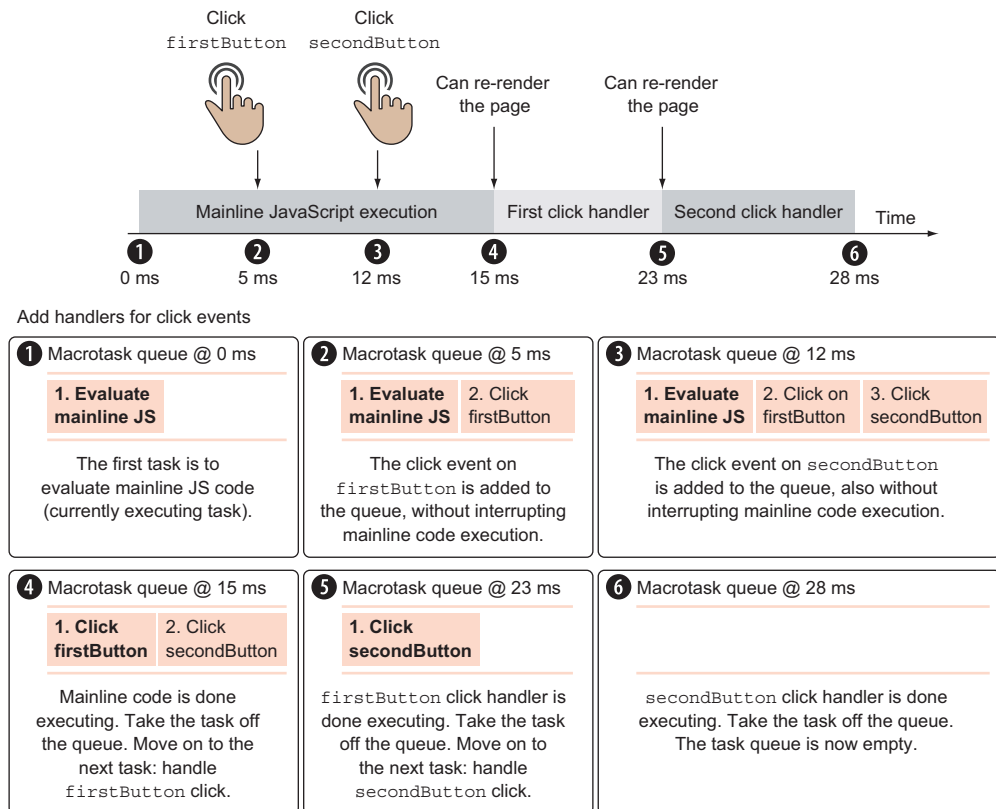 Click
firstButton
Click
secondButton
Can re-render
the page
Can re-render
the page
Mainline JavaScript execution
First click handler
Second click handler
Time
1
2
3
4
5
6
0 ms
5 ms
12 ms
15 ms
23 ms
28 ms
Add handlers for click events
1 Macrotask queue @ 0 ms
1. Evaluate
mainline JS
The first task is to
evaluate mainline JS code
(currently executing task).
2 Macrotask queue @ 5 ms
1. Evaluate
mainline JS
2. Click
firstButton
The click event on
firstButton is added to
the queue, without interrupting
mainline code execution.
3 Macrotask queue @ 12 ms
1. Evaluate
mainline JS
2. Click on
firstButton
3. Click
secondButton
The click event on secondButton
is added to the queue, also without
interrupting mainline code execution.
4 Macrotask queue @ 15 ms
1. Click
firstButton
2. Click
secondButton
Mainline code is done
executing. Take the task off
the queue. Move on to the
next task: handle
firstButton click.
5 Macrotask queue @ 23 ms
1. Click
secondButton
firstButton click handler is
done executing. Take the task
off the queue. Move on to
the next task: handle
secondButton click.
6 Macrotask queue @ 28 ms
secondButton click handler is done
executing. Take the task off the queue.
The task queue is now empty.